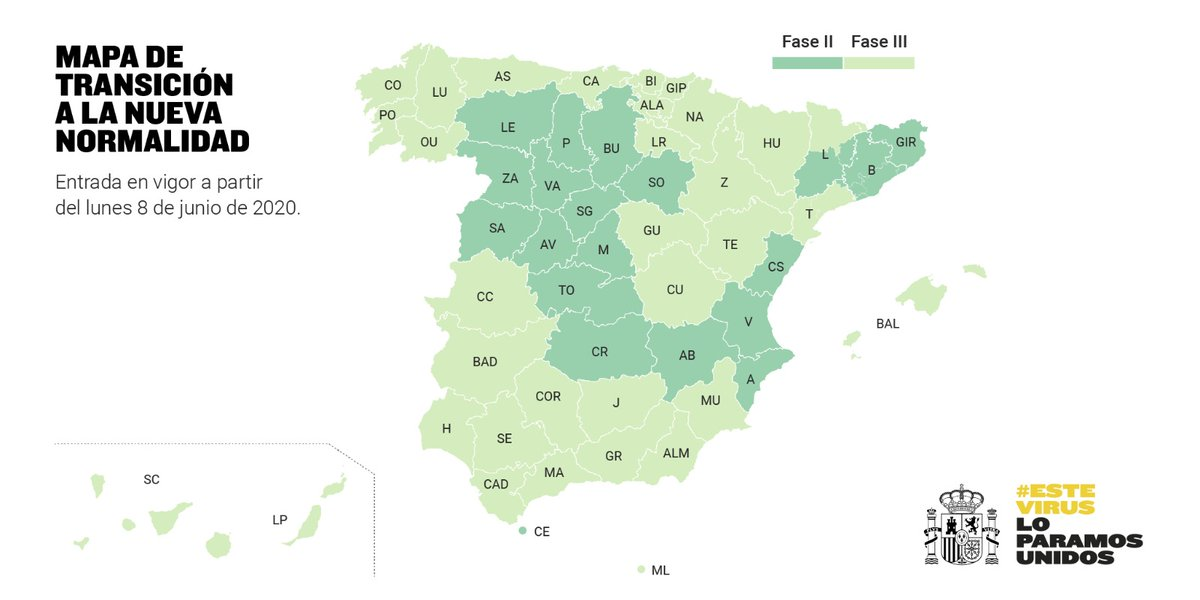 MAPA DE
TRANSICIÓN
A LA NUEVA
NORMALIDAD
Entrada en vigor a partir
del lunes 8 de junio de 2020.
Fase II Fase III
CO
LU
AS
CA
BI
GIP
PO
OU
LE
P
BU
ALA
NA
LR
HU
L
B
GIR
ZA
VA
SO
Z
T
SA
SG
AV
M
GU
TE
CS
CC
TO
CU
V
BAL
BAD
CR
AB
A
COR
J
MU
H
SE
GR
ALM
CAD
MA
CE
ML
SC
LP
#ESTE
VIRUS
LO
PARAMOS
UNIDOS